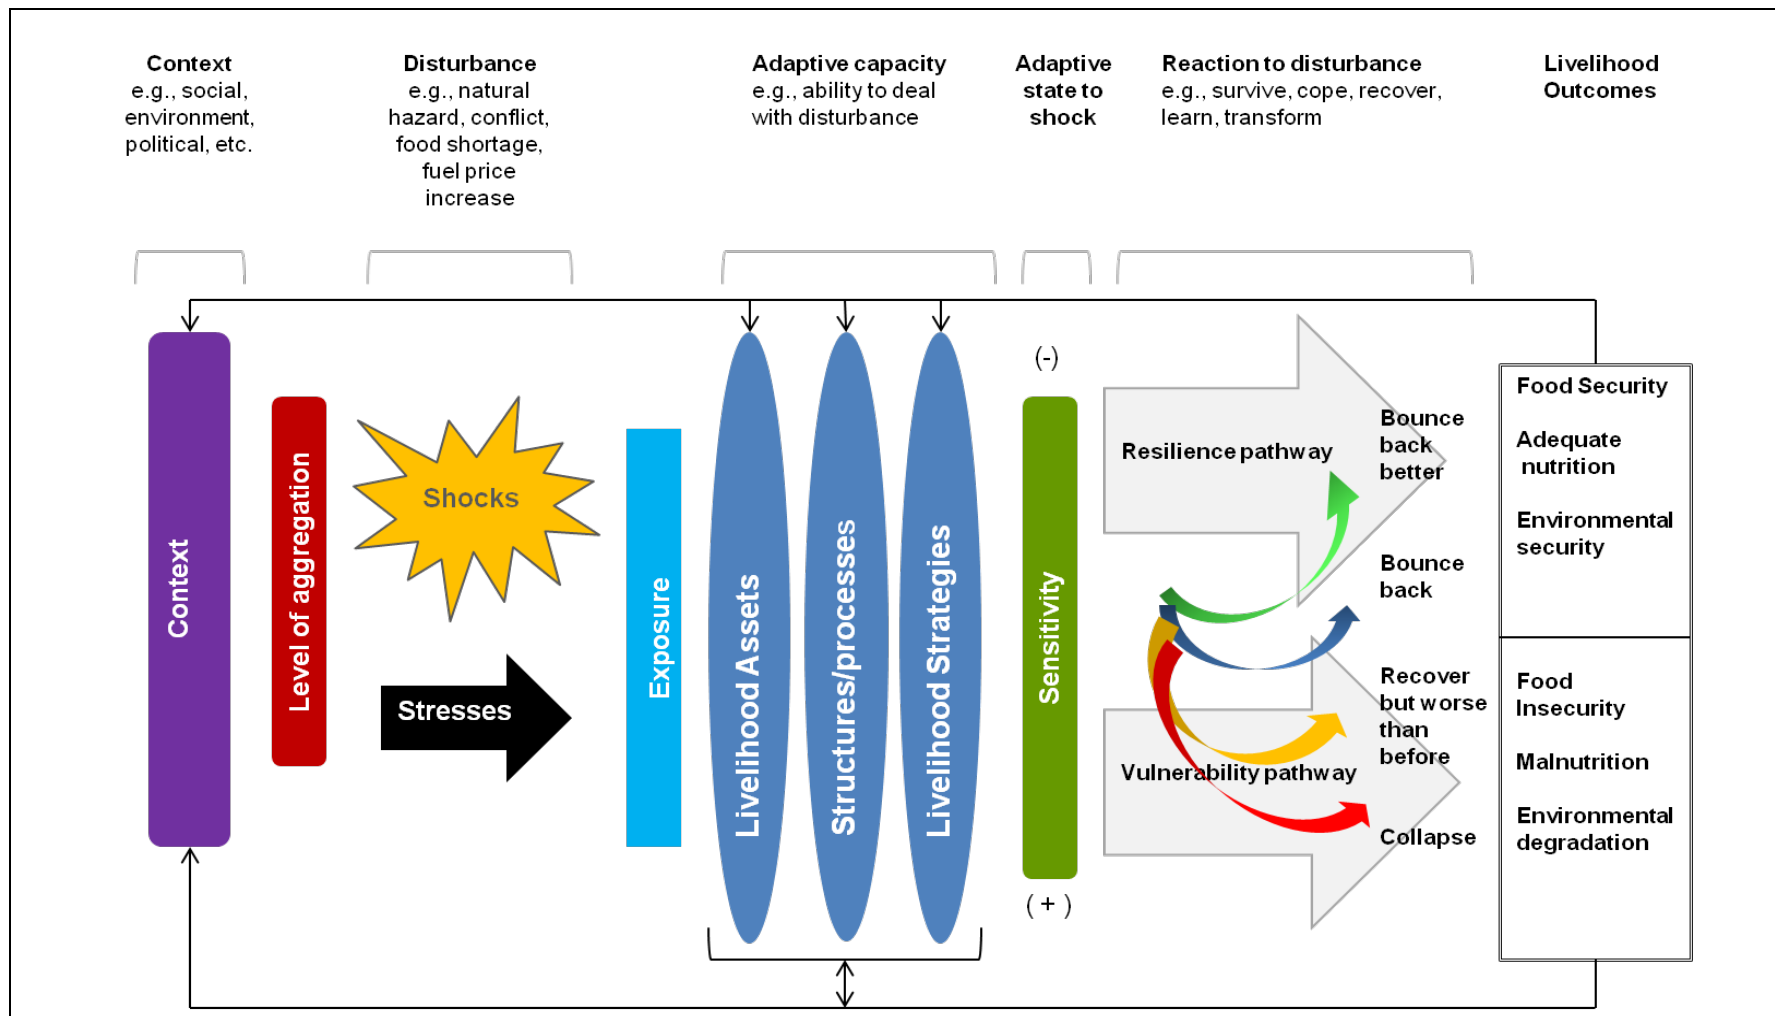 Context
e.g., social,
environment,
political, etc.
Disturbance
e.g., natural
hazard, conflict,
food shortage,
fuel price
increase
Adaptive capacity
e.g., ability to deal
with disturbance
Adaptive
state to
shock
Reaction to disturbance
e.g., survive, cope, recover,
learn, transform
Livelihood
Outcomes
Context
Level of aggregation
Shocks
Stresses
Exposure
Livelihood Assets
Structures/processes
Livelihood Strategies
(-)
Sensitivity
( + )
Resilience pathway
Bounce
back
better
Bounce
back
Recover
but worse
than
before
Vulnerability pathway
Collapse
Food Security
Adequate
nutrition
Environmental
security
Food
Insecurity
Malnutrition
Environmental
degradation